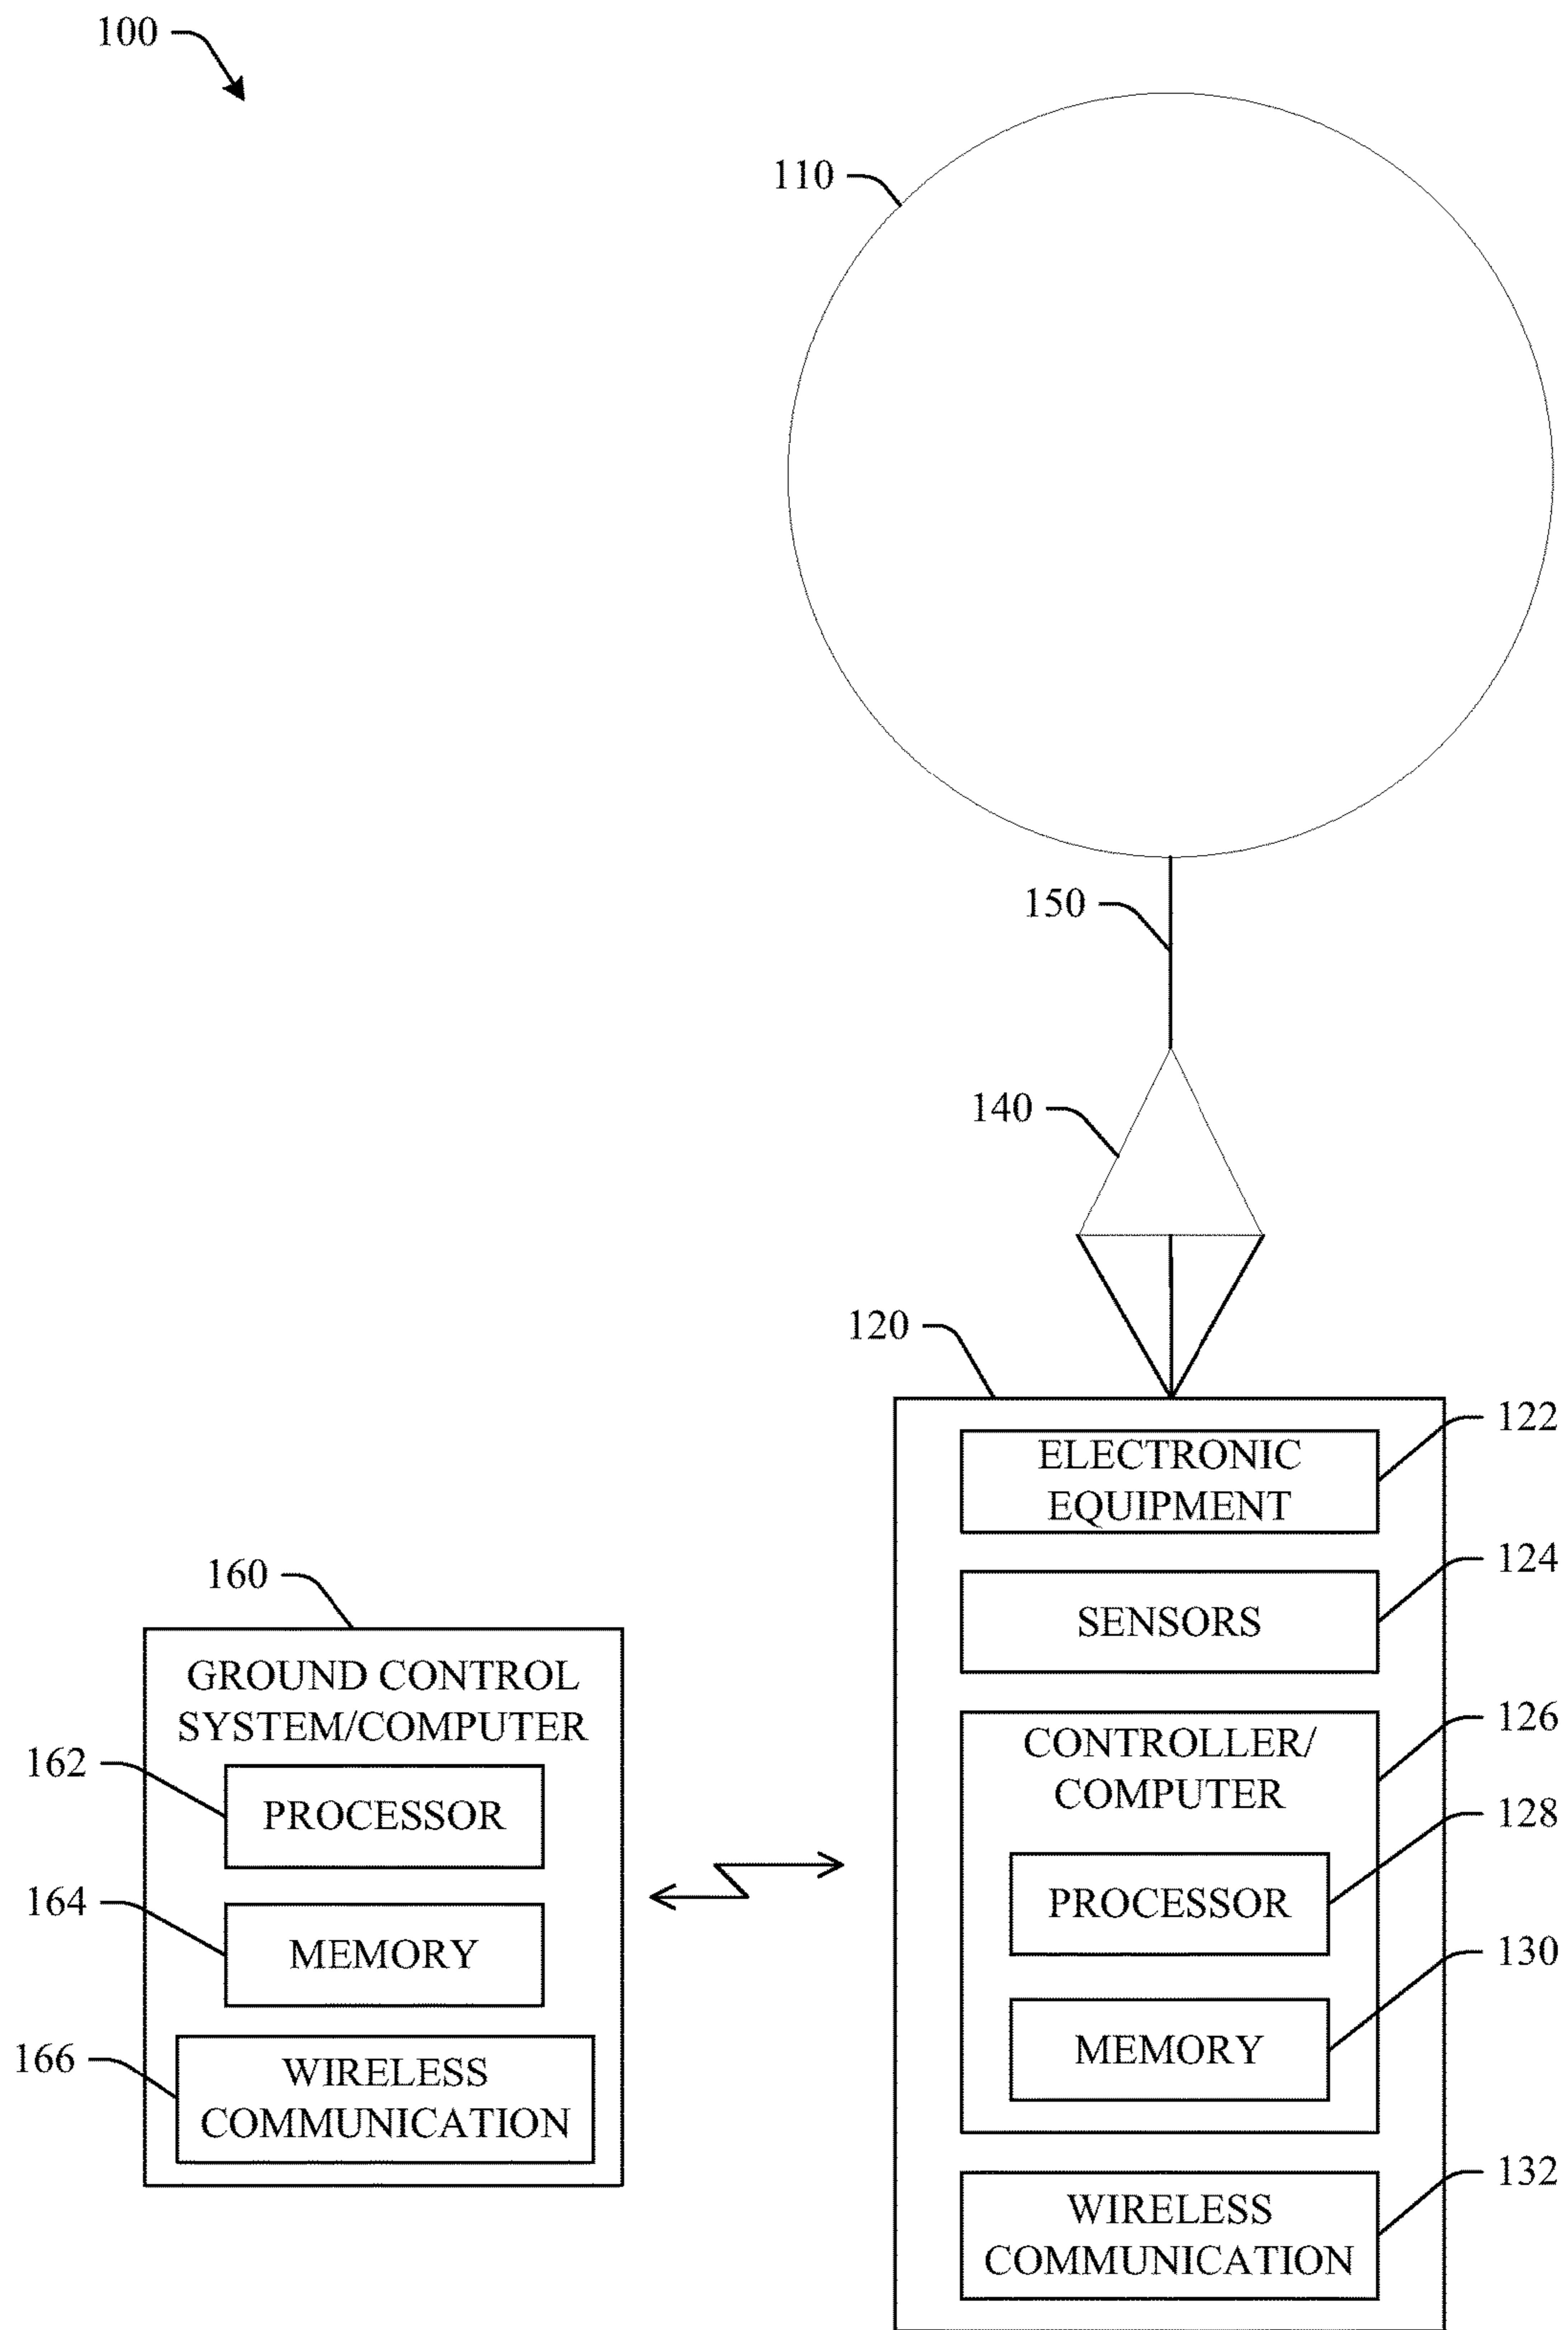 100
110
150
140
120
122
ELECTRONIC
EQUIPMENT
124
SENSORS
160
GROUND CONTROL
SYSTEM/COMPUTER
126
CONTROLLER/
COMPUTER
162
PROCESSOR
128
PROCESSOR
164
MEMORY
130
MEMORY
166
WIRELESS
COMMUNICATION
132
WIRELESS
COMMUNICATION